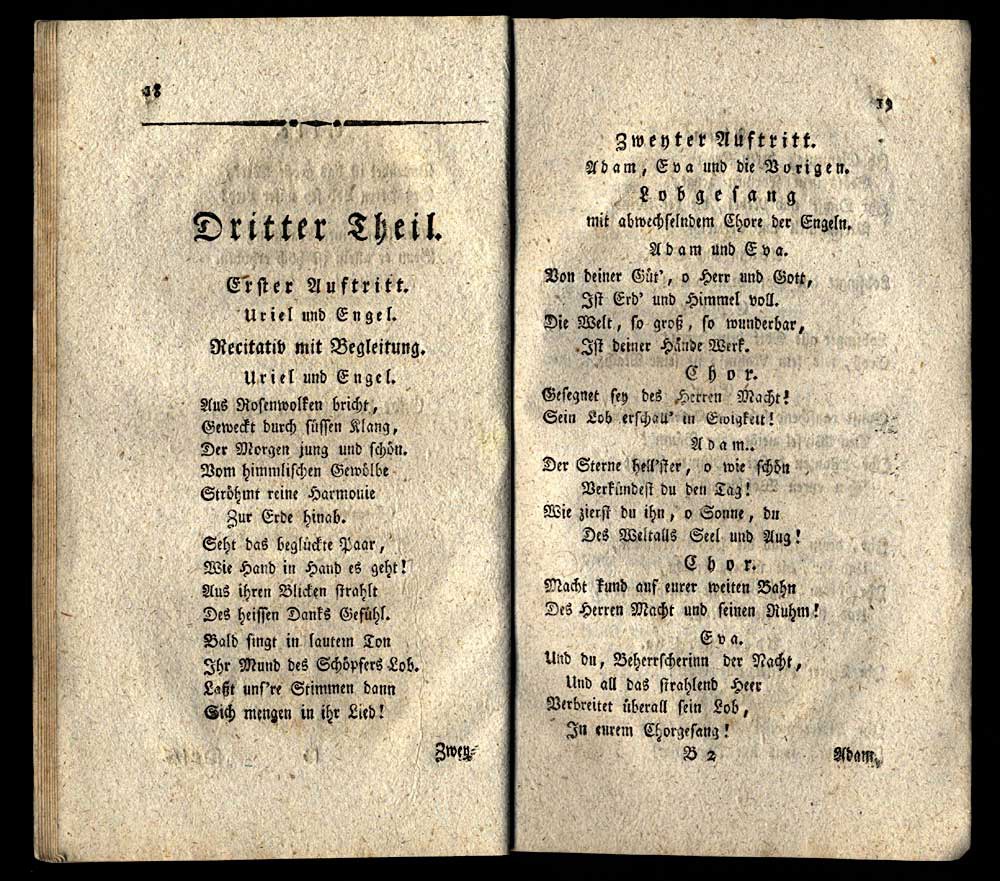 18
Dritter Theil.
Erster Auftritt.
Uriel und Engel.
Recitativ mit Begleitung.
Uriel und Engel.
Aus Rosenwolken bricht,
Geweckt durch süssen Klang,
Der Morgen jung und schön.
Vom himmlischen Gewölbe
Ströhmt reine Harmonie
Zur Erde hinab.
Seht das beglückte Paar,
Wie Hand in Hand es geht!
Aus ihren Blicken strahlt
Des heissen Danks Gefühl.
Bald singt in lautem Ton
Ihr Mund des Schöpfers Lob.
Laßt uns're Stimmen dann
Sich mengen in ihr Lied!
Zwey-
19
Zweyter Auftritt.
Adam, Eva und die Vorigen.
Lobgesang
mit abwechselndem Chore der Engeln.
Adam und Eva.
Von deiner Güt', o Herr und Gott,
Ist Erd' und Himmel voll.
Die Welt, so groß, so wunderbar,
Ist deiner Hände Werk.
Chor.
Gesegnet sey des Herren Macht!
Sein Lob erschall' in Ewigkeit!
Adam.
Der Sterne hell'ster, o wie schön
Verkündest du den Tag!
Wie zierst du ihn, o Sonne, du
Des Weltalls Seel und Aug!
Chor.
Macht kund auf eurer weiten Bahn
Des Herren Macht und seinen Ruhm!
Eva.
Und du, Beherrscherinn der Nacht,
Und all das strahlend Heer
Verbreitet überall sein Lob,
In eurem Chorgesang!
B 2
Adam.